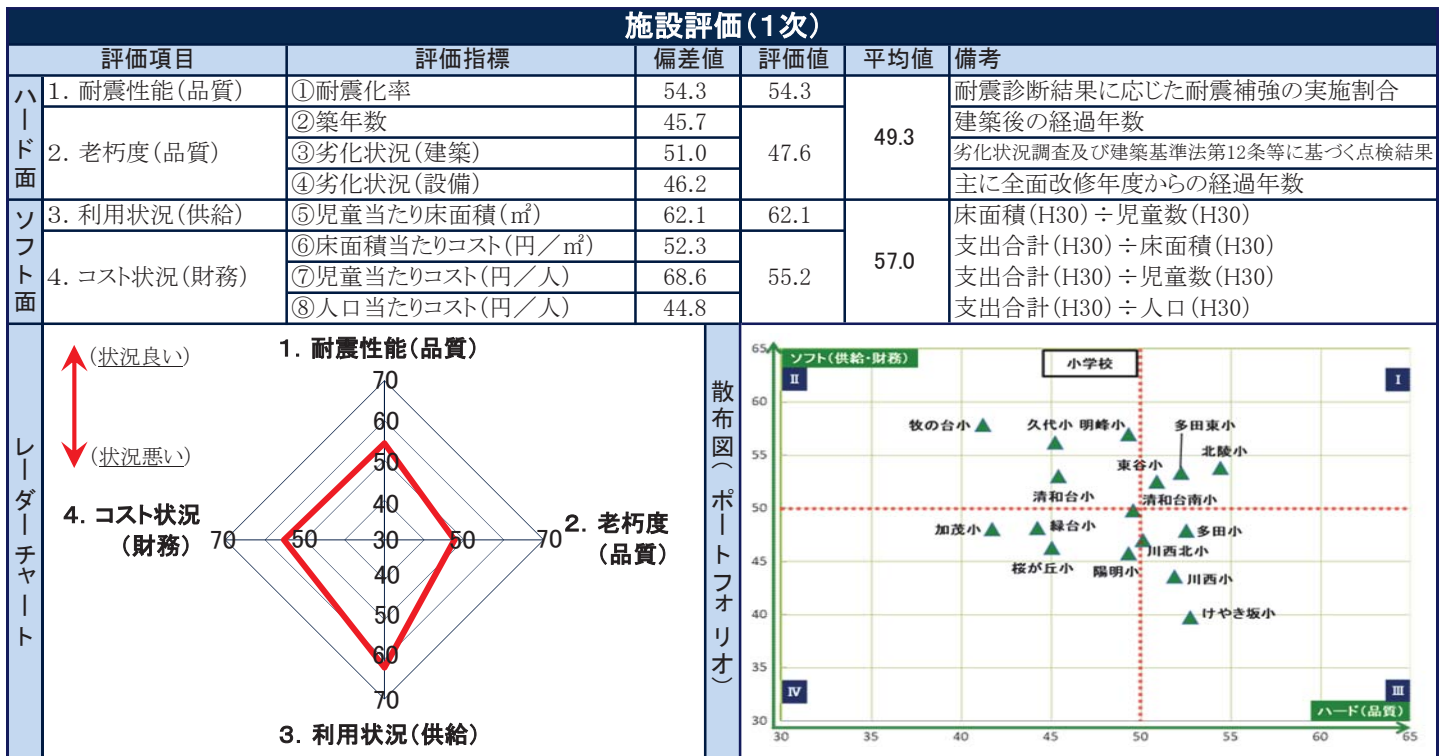 施設評価(1次)
評価項目 評価指標 偏差値 評価値 平均値 備考
ハード面
1. 耐震性能(品質) ①耐震化率 54.3 54.3 49.3 耐震診断結果に応じた耐震補強の実施割合
2. 老朽度(品質) ②築年数 45.7 47.6 建築後の経過年数
③劣化状況(建築) 51.0 劣化状況調査及び建築基準法第12条等に基づく点検結果
④劣化状況(設備) 46.2 主に全面改修年度からの経過年数
ソフト面
3. 利用状況(供給) ⑤児童当たり床面積(㎡) 62.1 62.1 57.0 床面積(H30)÷児童数(H30)
4. コスト状況(財務) ⑥床面積当たりコスト(円/㎡) 52.3 55.2 支出合計(H30)÷床面積(H30)
⑦児童当たりコスト(円/人) 68.6 支出合計(H30)÷児童数(H30)
⑧人口当たりコスト(円/人) 44.8 支出合計(H30)÷人口(H30)
レーダーチャート
(状況良い)
(状況悪い)
1. 耐震性能(品質)
70
60
50
40
30
40
50
60
70
50
70
50
70
2. 老朽度
(品質)
3. 利用状況(供給)
4. コスト状況
(財務)
散布図(ポートフォリオ)
ソフト(供給・財務)
小学校
II
I
IV
III
ハード(品質)
65
60
55
50
45
40
35
30
30 35 40 45 50 55 60 65
牧の台小
久代小
明峰小
多田東小
北陵小
東谷小
清和台小
清和台南小
加茂小
緑台小
多田小
川西北小
桜が丘小
陽明小
川西小
けやき坂小